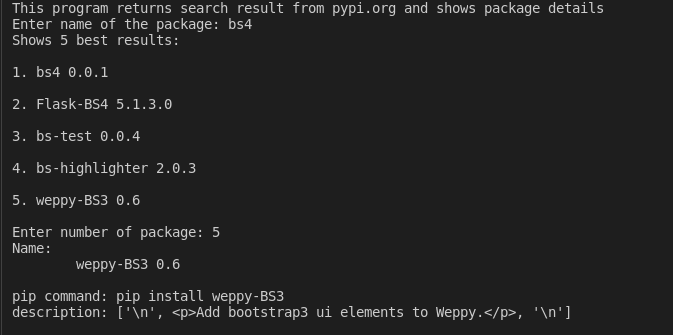 This program returns search result from pypi.org and shows package details
Enter name of the package: bs4
Shows 5 best results:
1. bs4 0.0.1
2. Flask-BS4 5.1.3.0
3. bs-test 0.0.4
4. bs-highlighter 2.0.3
5. weppy-BS3 0.6
Enter number of package: 5
Name:
weppy-BS3 0.6
pip command: pip install weppy-BS3
description: ['\n', <p>Add bootstrap3 ui elements to Weppy.</p>, '\n']